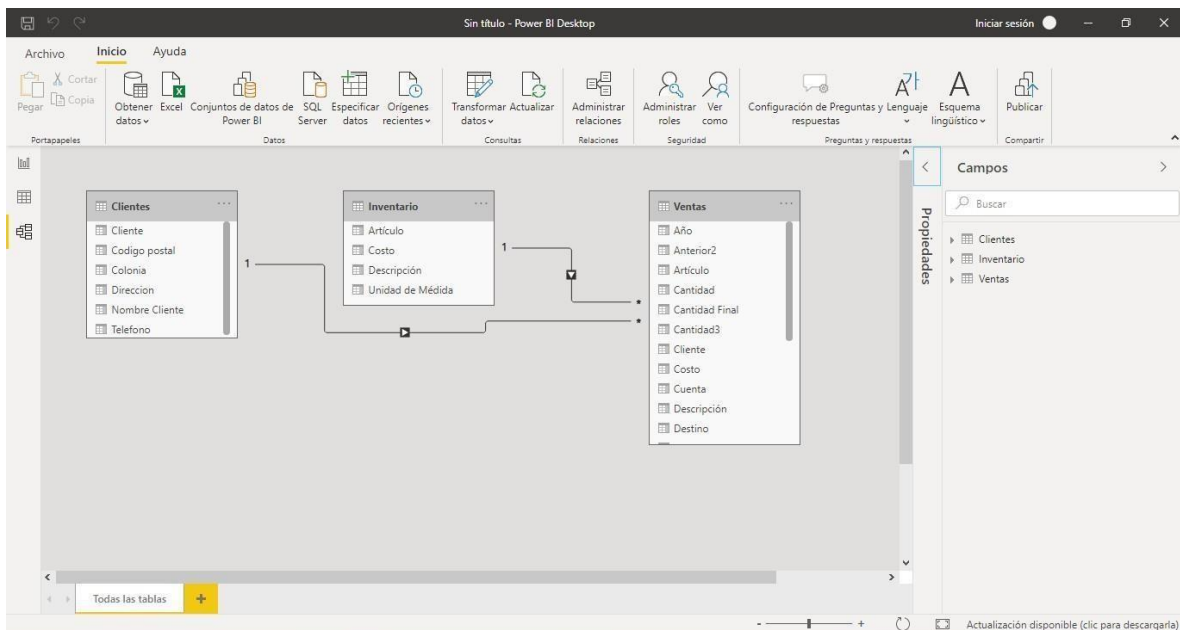 Sin título - Power BI Desktop
Iniciar sesión
Archivo Inicio Ayuda
Pegar
Cortar
Copia
Portapapeles
Obtener datos
Excel
Conjuntos de datos de Power BI
SQL Server
Especificar datos
Orígenes recientes
Datos
Transformar datos
Actualizar
Consultas
Administrar relaciones
Relaciones
Administrar roles
Ver como
Seguridad
Configuración de Preguntas y respuestas
Lenguaje
Esquema lingüístico
Preguntas y respuestas
Publicar
Compartir
Clientes
Cliente
Codigo postal
Colonia
Direccion
Nombre Cliente
Telefono
1
Inventario
Artículo
Costo
Descripción
Unidad de Médida
1
*
*
Ventas
Año
Anterior2
Artículo
Cantidad
Cantidad Final
Cantidad3
Cliente
Costo
Cuenta
Descripción
Destino
Propiedades
Campos
Buscar
Clientes
Inventario
Ventas
Todas las tablas
Actualización disponible (clic para descargarla)